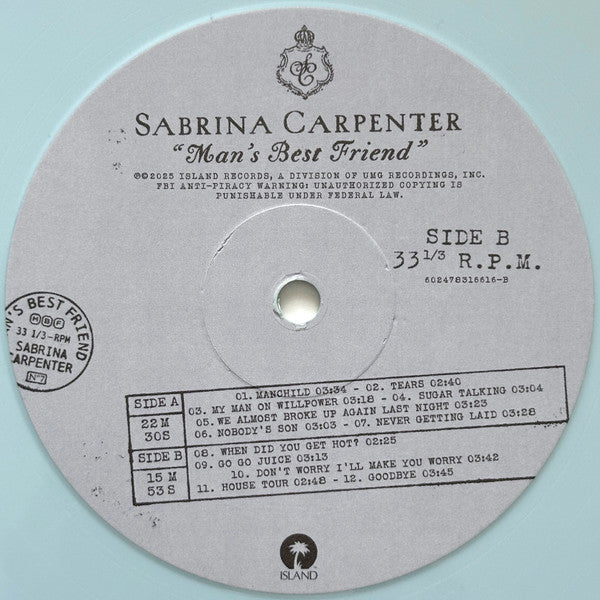 SC
SABRINA CARPENTER
“Man's Best Friend”
℗©2025 ISLAND RECORDS, A DIVISION OF UMG RECORDINGS, INC.
FBI ANTI-PIRACY WARNING: UNAUTHORIZED COPYING IS
PUNISHABLE UNDER FEDERAL LAW.
SIDE B
33 1/3 R.P.M.
602478316616-B
N'S BEST FRIEND
MBF
33 1/3-RPM
SABRINA
CARPENTER
Nº7
SIDE A
22 M
30 S
01. MANCHILD 03:34 - 02. TEARS 02:40
03. MY MAN ON WILLPOWER 03:18 - 04. SUGAR TALKING 03:04
05. WE ALMOST BROKE UP AGAIN LAST NIGHT 03:23
06. NOBODY'S SON 03:03 - 07. NEVER GETTING LAID 03:28
SIDE B
15 M
53 S
08. WHEN DID YOU GET HOT? 02:25
09. GO GO JUICE 03:13
10. DON'T WORRY I'LL MAKE YOU WORRY 03:42
11. HOUSE TOUR 02:48 - 12. GOODBYE 03:45
ISLAND